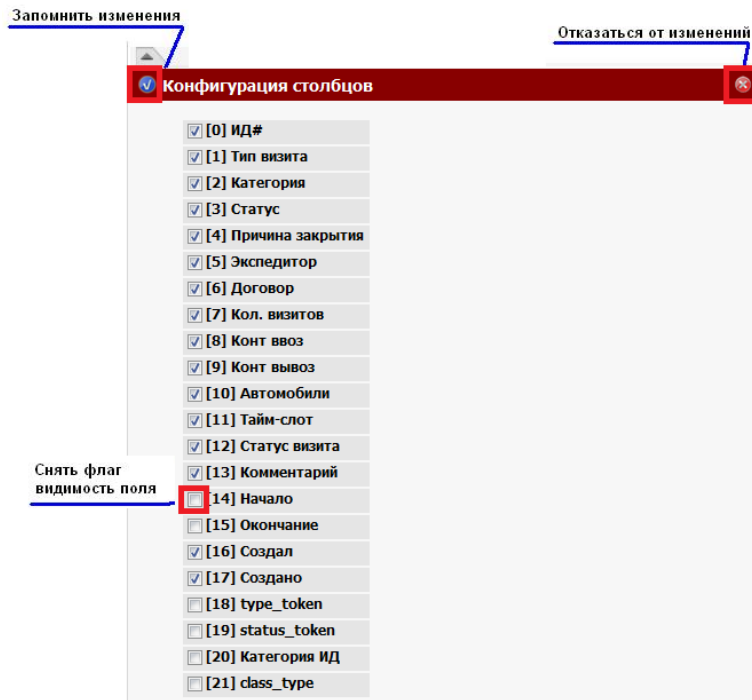 Запомнить изменения
Отказаться от изменений
Конфигурация столбцов
[0] ИД#
[1] Тип визита
[2] Категория
[3] Статус
[4] Причина закрытия
[5] Экспедитор
[6] Договор
[7] Кол. визитов
[8] Конт ввоз
[9] Конт вывоз
[10] Автомобили
[11] Тайм-слот
[12] Статус визита
[13] Комментарий
Снять флаг
видимость поля
[14] Начало
[15] Окончание
[16] Создал
[17] Создано
[18] type_token
[19] status_token
[20] Категория ИД
[21] class_type